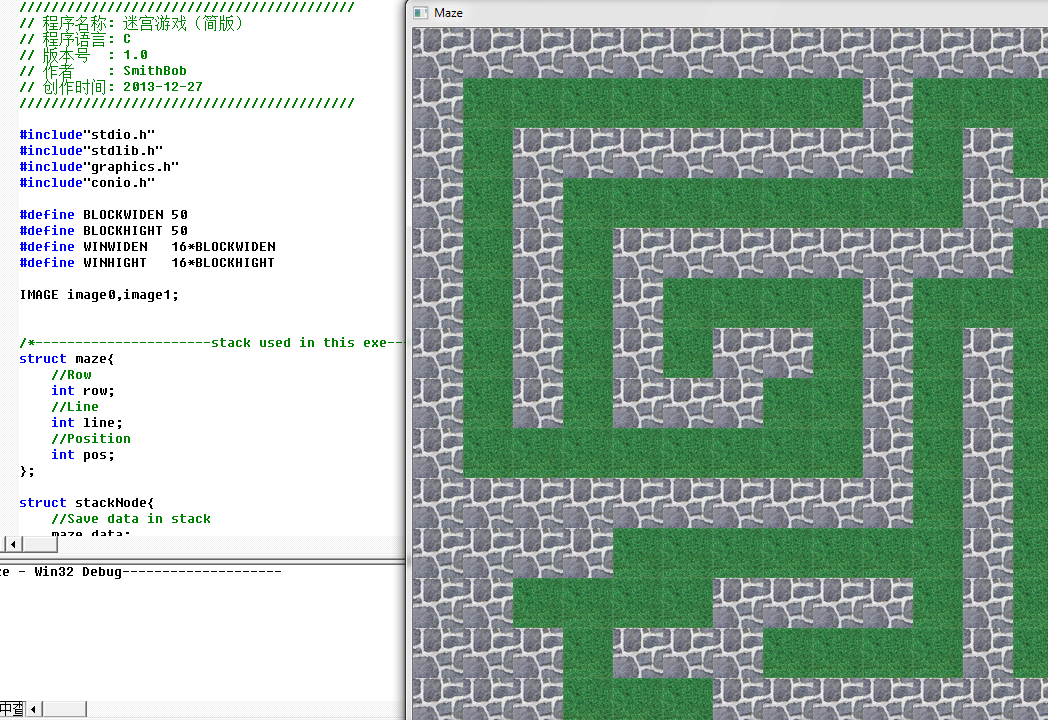 /////////////////////////////////////////////
// 程序名称: 迷宫游戏（简版）
// 程序语言: C
// 版本号  : 1.0
// 作者    : SmithBob
// 创作时间: 2013-12-27
/////////////////////////////////////////////
#include"stdio.h"
#include"stdlib.h"
#include"graphics.h"
#include"conio.h"
#define BLOCKWIDEN 50
#define BLOCKHIGHT 50
#define WINWIDEN   16*BLOCKWIDEN
#define WINHIGHT   16*BLOCKHIGHT
IMAGE image0,image1;
/*----------------------stack used in this exe--
struct maze{
    //Row
    int row;
    //Line
    int line;
    //Position
    int pos;
};
struct stackNode{
    //Save data in stack
    maze data;
ze - Win32 Debug--------------------
Maze